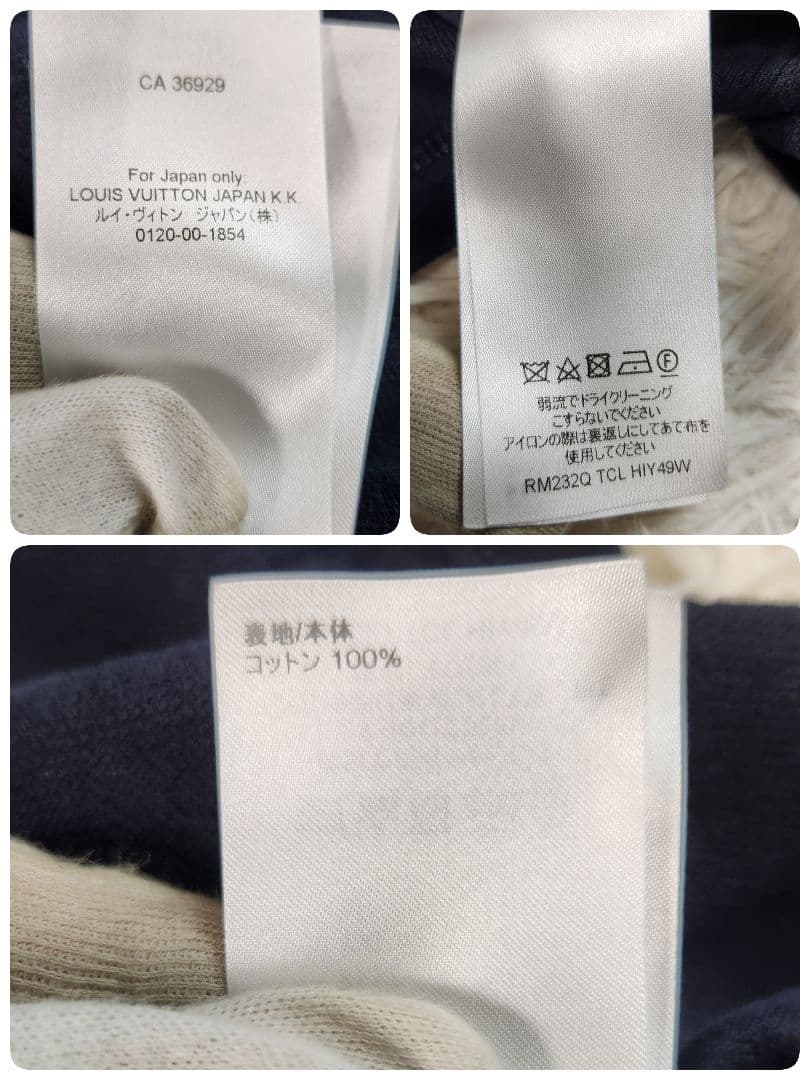 CA 36929
For Japan only:
LOUIS VUITTON JAPAN K.K.
ルイ・ヴィトン ジャパン(株)
0120-00-1854
F
弱流でドライクリーニング
こすらないでください
アイロンの際は裏返しにしてあて布を
使用してください
RM232Q TCL HIY49W
表地/本体
コットン 100%